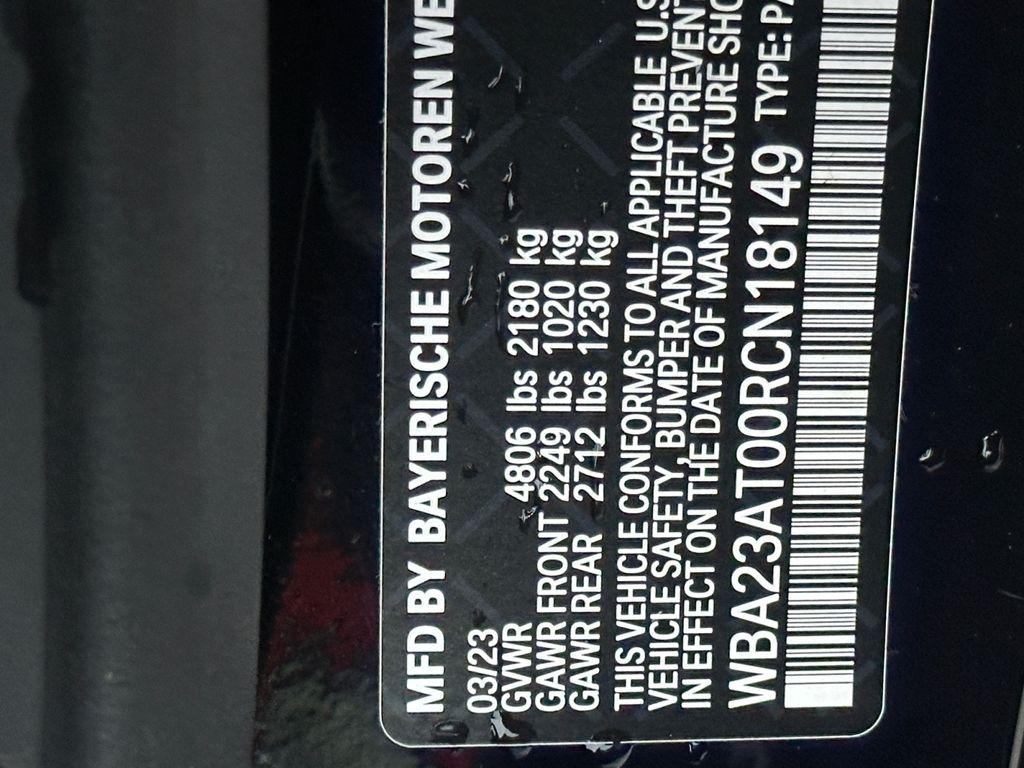 MFD BY BAYERISCHE MOTOREN WE
03/23
GVWR 4806 lbs 2180 kg
GAWR FRONT 2249 lbs 1020 kg
GAWR REAR 2712 lbs 1230 kg
THIS VEHICLE CONFORMS TO ALL APPLICABLE U.S
VEHICLE SAFETY, BUMPER AND THEFT PREVENT
IN EFFECT ON THE DATE OF MANUFACTURE SHO
WBA23AT00RCN18149 TYPE: PA